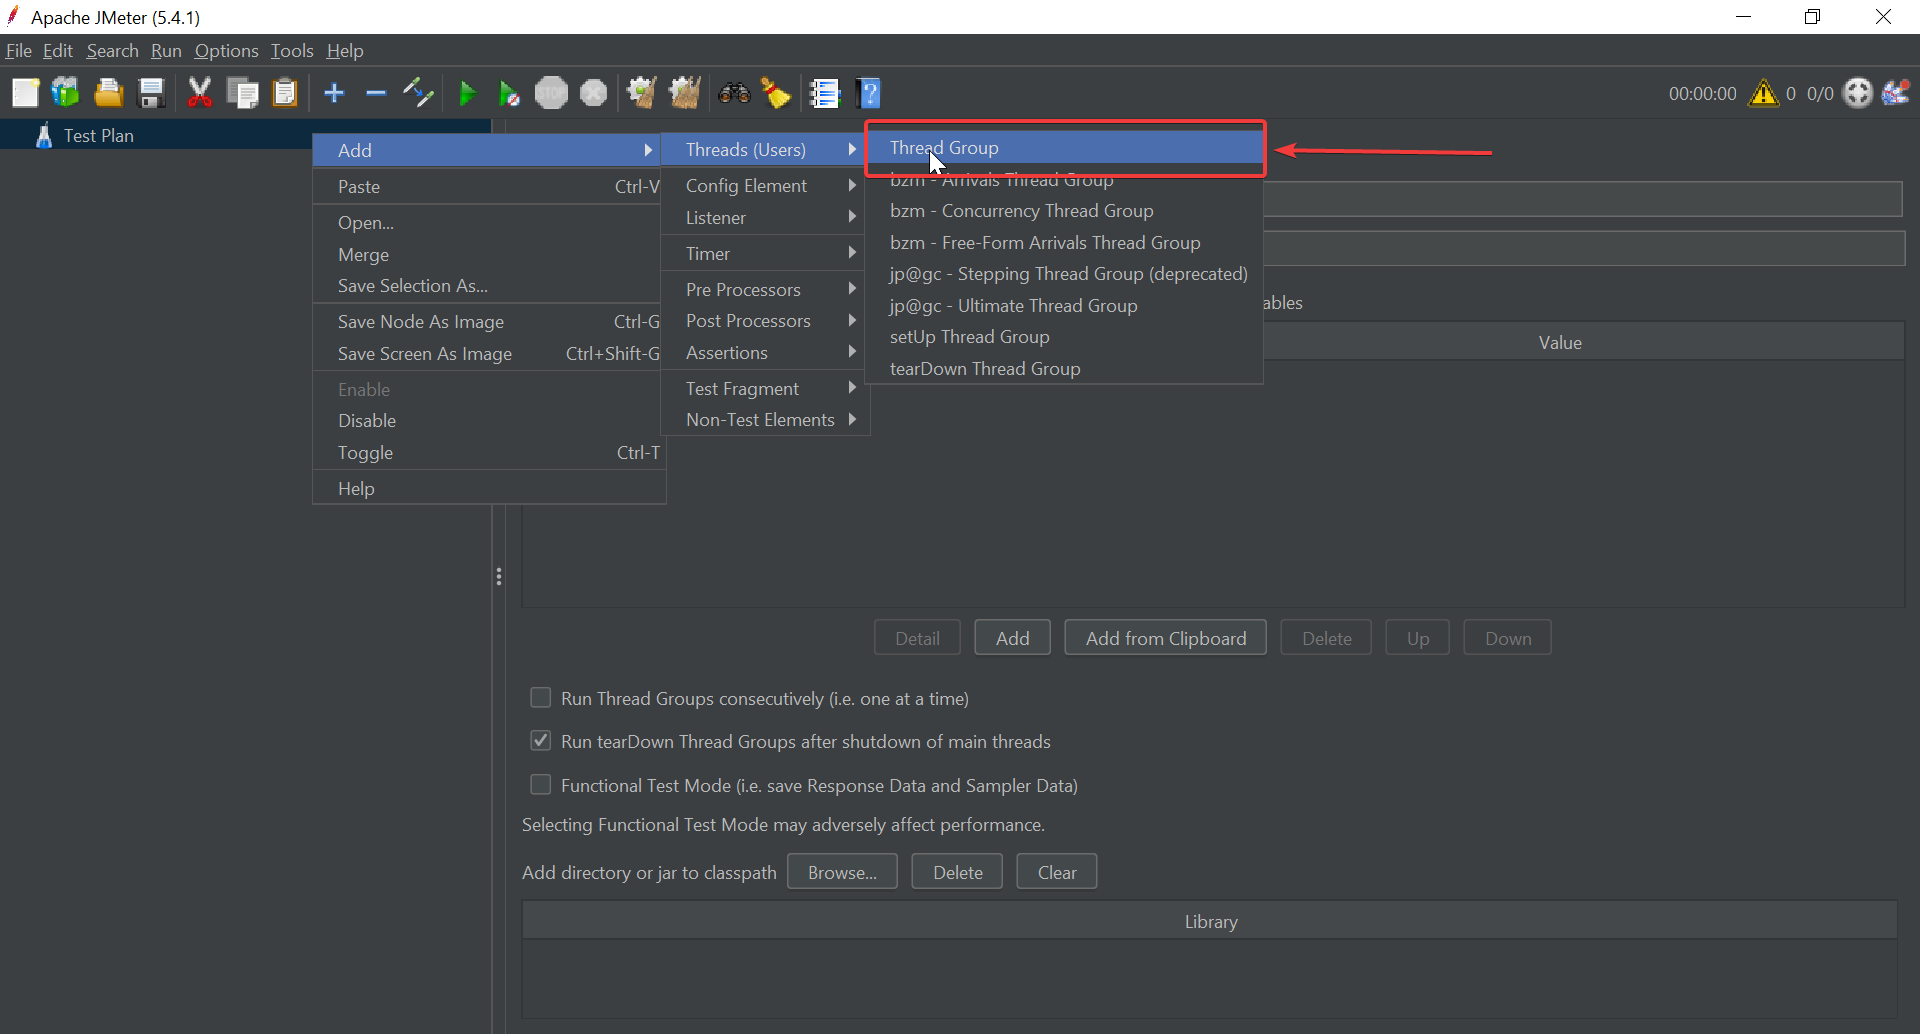 Apache JMeter (5.4.1)
File Edit Search Run Options Tools Help
STOP
?
00:00:00 0 0/0
Test Plan
Add
Paste Ctrl-V
Open...
Merge
Save Selection As...
Save Node As Image Ctrl-G
Save Screen As Image Ctrl+Shift-G
Enable
Disable
Toggle Ctrl-T
Help
Threads (Users)
Config Element
Listener
Timer
Pre Processors
Post Processors
Assertions
Test Fragment
Non-Test Elements
Thread Group
bzm - Arrivals Thread Group
bzm - Concurrency Thread Group
bzm - Free-Form Arrivals Thread Group
jp@gc - Stepping Thread Group (deprecated)
jp@gc - Ultimate Thread Group
setUp Thread Group
tearDown Thread Group
ables
Value
Detail Add Add from Clipboard Delete Up Down
Run Thread Groups consecutively (i.e. one at a time)
Run tearDown Thread Groups after shutdown of main threads
Functional Test Mode (i.e. save Response Data and Sampler Data)
Selecting Functional Test Mode may adversely affect performance.
Add directory or jar to classpath Browse... Delete Clear
Library